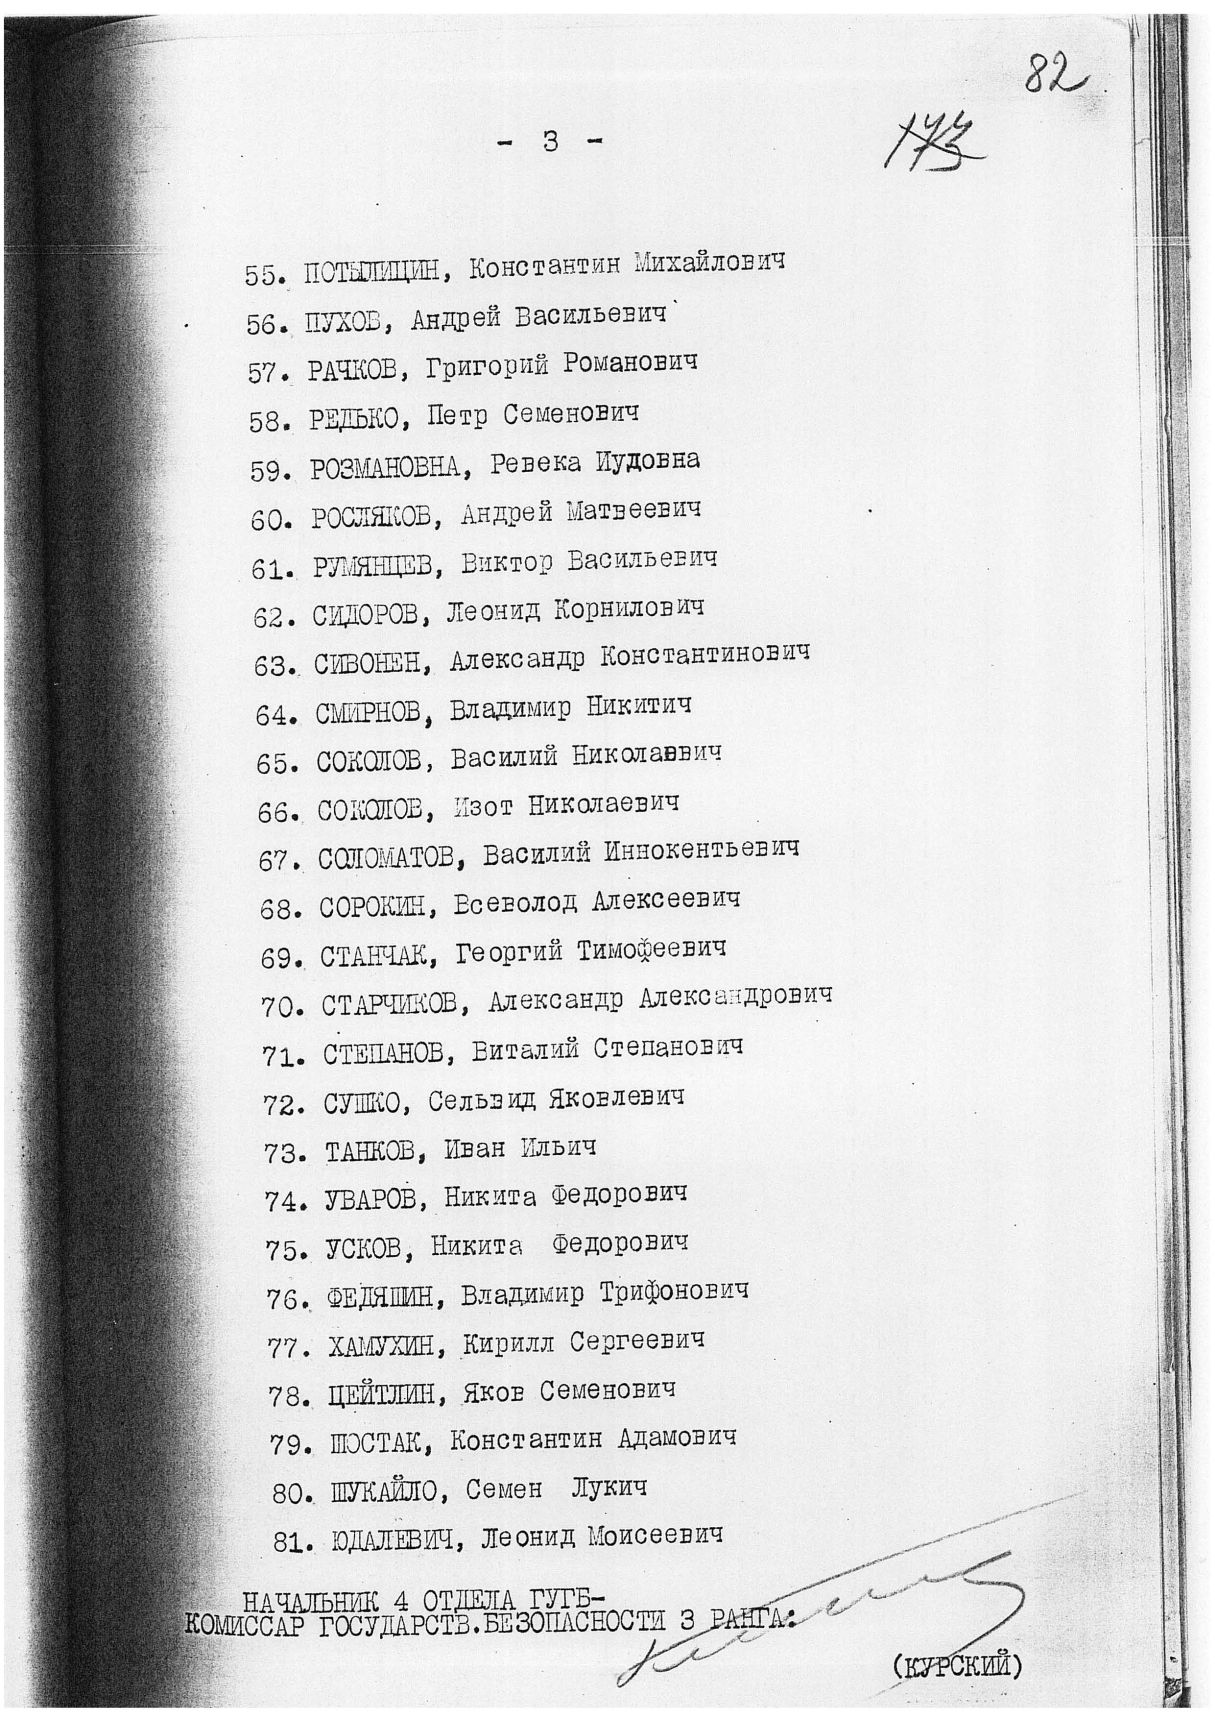 82
173
- 3 -
55. ПОТЫЛИЦИН, Константин Михайлович
56. ПУХОВ, Андрей Васильевич
57. РАЧКОВ, Григорий Романович
58. РЕДЬКО, Петр Семенович
59. РОЗМАНОВНА, Ревека Иудовна
60. РОСЛЯКОВ, Андрей Матвеевич
61. РУМЯНЦЕВ, Виктор Васильевич
62. СИДОРОВ, Леонид Корнилович
63. СИВОНЕН, Александр Константинович
64. СМИРНОВ, Владимир Никитич
65. СОКОЛОВ, Василий Николаввич
66. СОКОЛОВ, Изот Николаевич
67. СОЛОМАТОВ, Василий Иннокентьевич
68. СОРОКИН, Всеволод Алексеевич
69. СТАНЧАК, Георгий Тимофеевич
70. СТАРЧИКОВ, Александр Александрович
71. СТЕПАНОВ, Виталий Степанович
72. СУШКО, Сельвид Яковлевич
73. ТАНКОВ, Иван Ильич
74. УВАРОВ, Никита Федорович
75. УСКОВ, Никита Федорович
76. ФЕДЯШИН, Владимир Трифонович
77. ХАМУХИН, Кирилл Сергеевич
78. ЦЕЙТЛИН, Яков Семенович
79. ШОСТАК, Константин Адамович
80. ШУКАЙЛО, Семен Лукич
81. ЮДАЛЕВИЧ, Леонид Моисеевич
НАЧАЛЬНИК 4 ОТДЕЛА ГУГБ-
КОМИССАР ГОСУДАРСТВ.БЕЗОПАСНОСТИ 3 РАНГА:
(КУРСКИЙ)